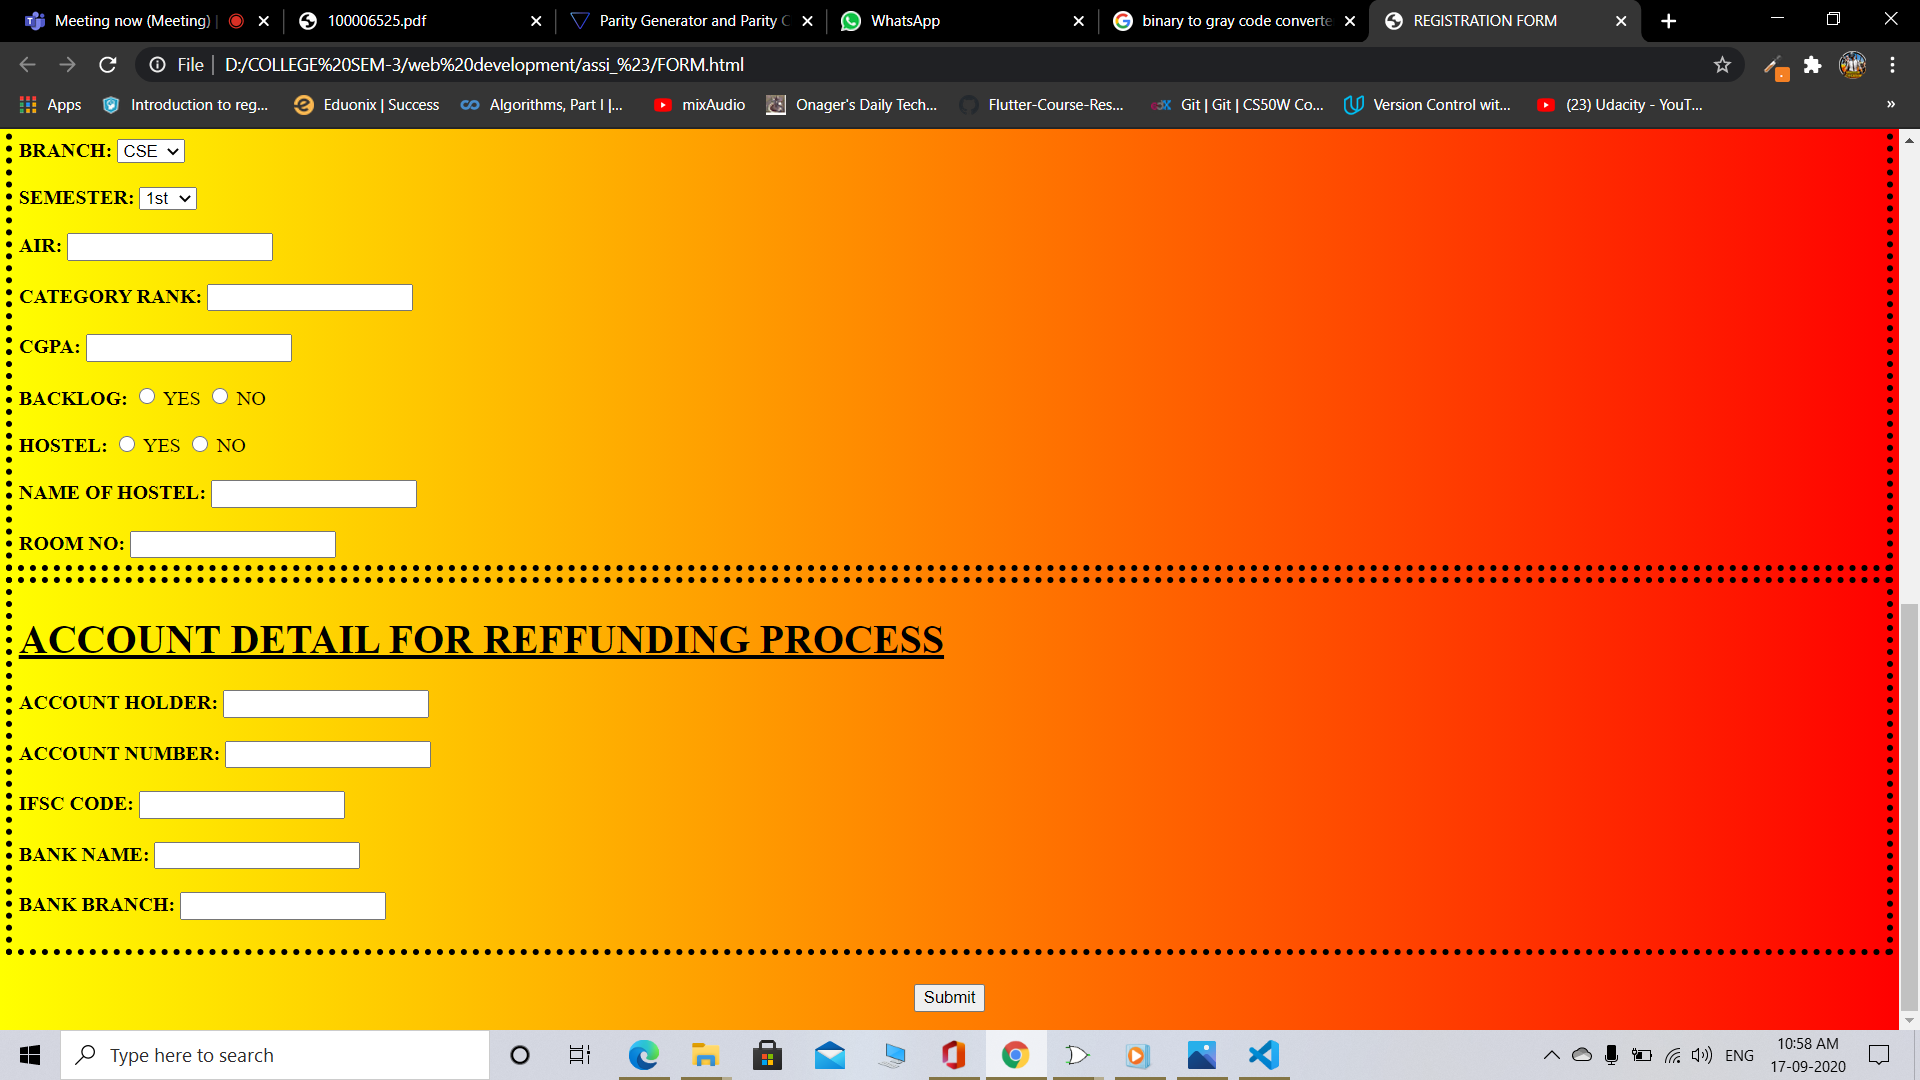 Meeting now (Meeting) | 100006525.pdf Parity Generator and Parity C WhatsApp binary to gray code converte REGISTRATION FORM
File D:/COLLEGE%20SEM-3/web%20development/assi_%23/FORM.html
Apps Introduction to reg... Eduonix | Success Algorithms, Part I |... mixAudio Onager's Daily Tech... Flutter-Course-Res... edX Git | Git | CS50W Co... Version Control wit... (23) Udacity - YouT... »
BRANCH: CSE
SEMESTER: 1st
AIR:
CATEGORY RANK:
CGPA:
BACKLOG: YES NO
HOSTEL: YES NO
NAME OF HOSTEL:
ROOM NO:
ACCOUNT DETAIL FOR REFFUNDING PROCESS
ACCOUNT HOLDER:
ACCOUNT NUMBER:
IFSC CODE:
BANK NAME:
BANK BRANCH:
Submit
Type here to search
ENG
10:58 AM
17-09-2020